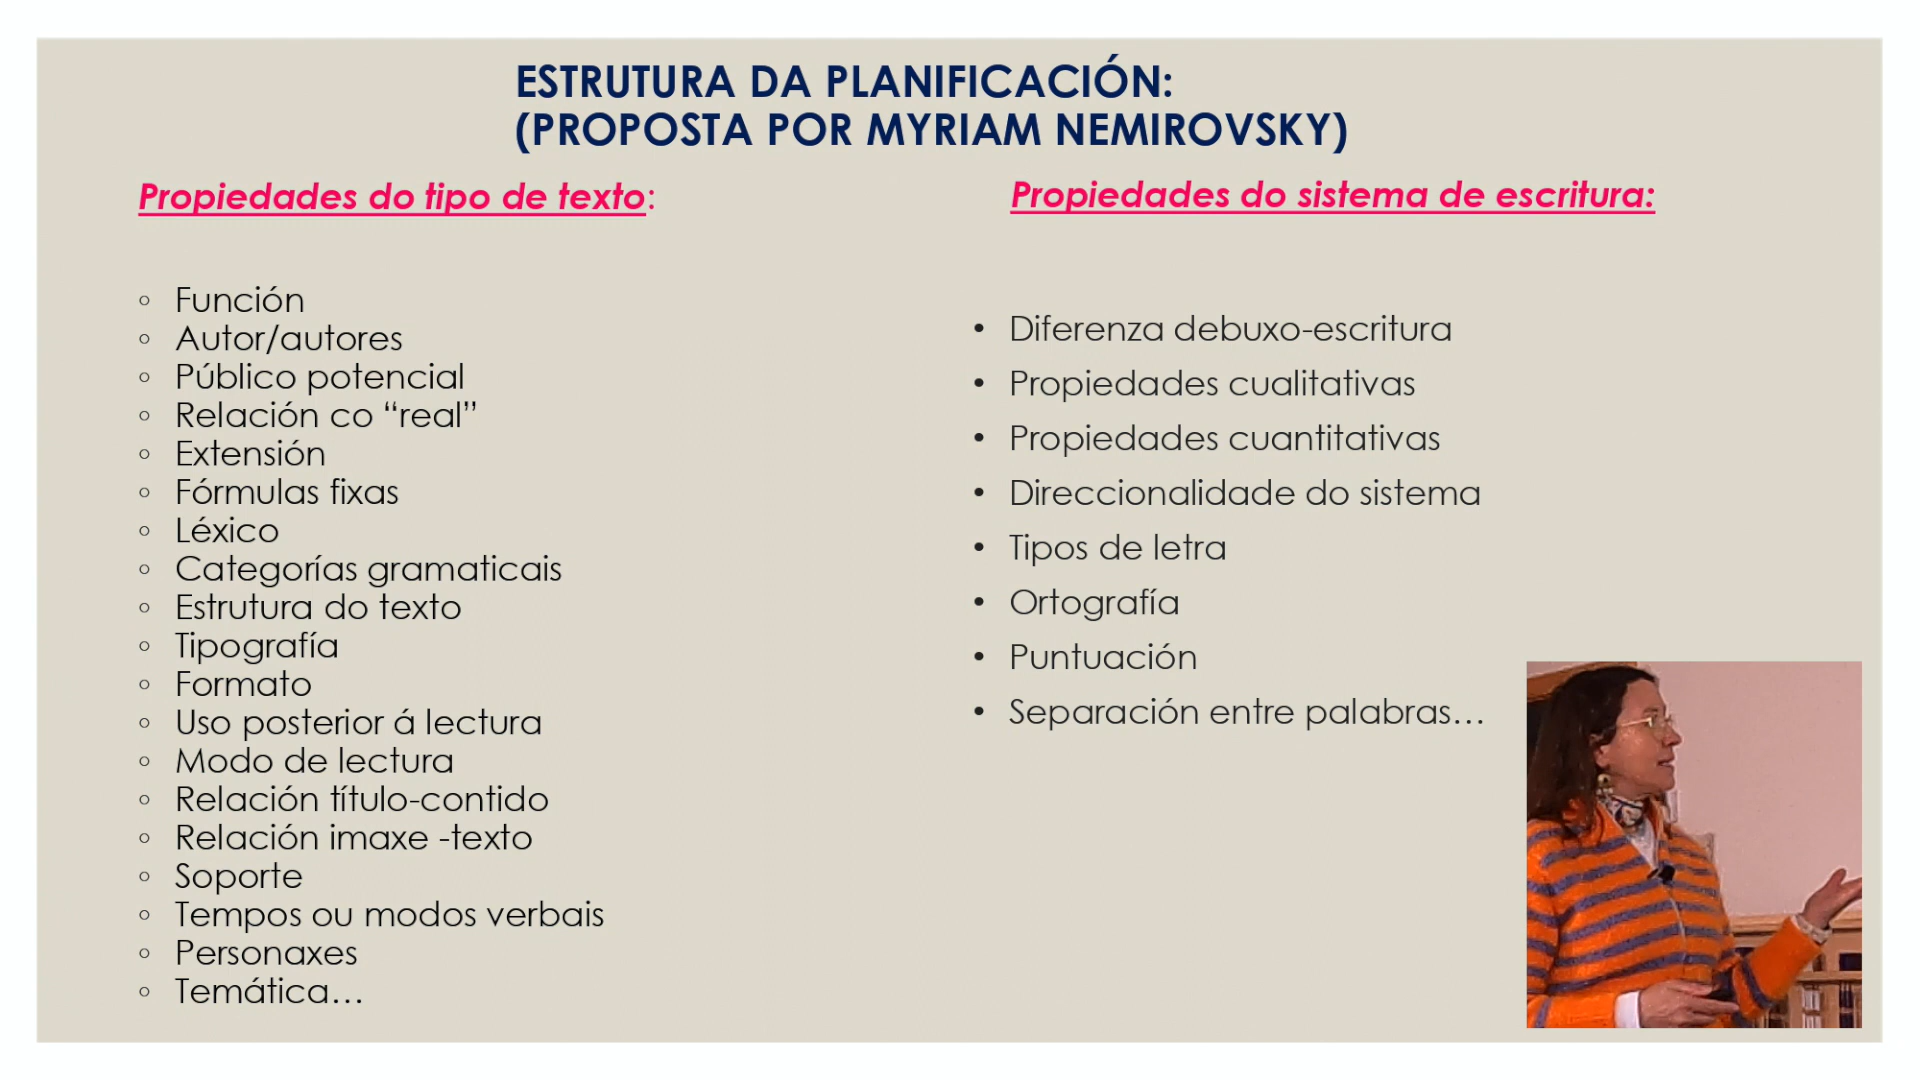 ESTRUTURA DA PLANIFICACIÓN:
(PROPOSTA POR MYRIAM NEMIROVSKY)
Propiedades do tipo de texto:
◦ Función
◦ Autor/autores
◦ Público potencial
◦ Relación co “real”
◦ Extensión
◦ Fórmulas fixas
◦ Léxico
◦ Categorías gramaticais
◦ Estrutura do texto
◦ Tipografía
◦ Formato
◦ Uso posterior á lectura
◦ Modo de lectura
◦ Relación título-contido
◦ Relación imaxe -texto
◦ Soporte
◦ Tempos ou modos verbais
◦ Personaxes
◦ Temática…
Propiedades do sistema de escritura:
• Diferenza debuxo-escritura
• Propiedades cualitativas
• Propiedades cuantitativas
• Direccionalidade do sistema
• Tipos de letra
• Ortografía
• Puntuación
• Separación entre palabras…